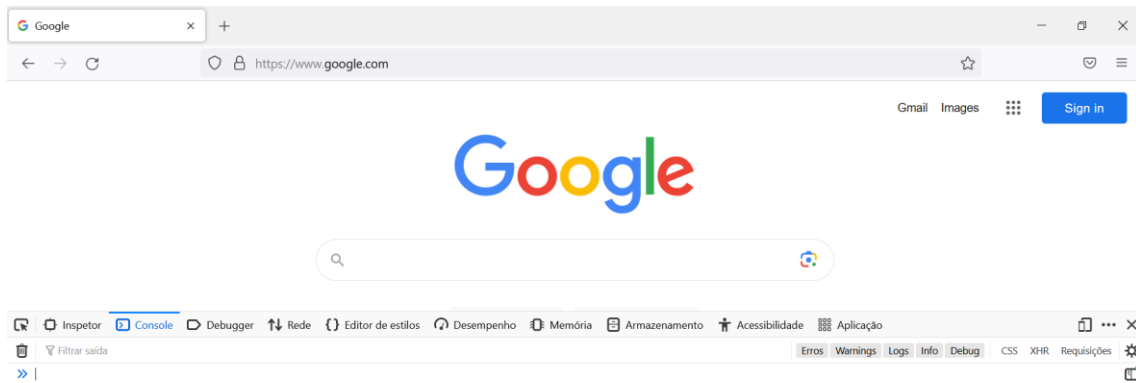 Google
https://www.google.com
Gmail Images Sign in
Google
Inspetor Console Debugger Rede Editor de estilos Desempenho Memória Armazenamento Acessibilidade Aplicação
Filtrar saída Erros Warnings Logs Info Debug CSS XHR Requisições